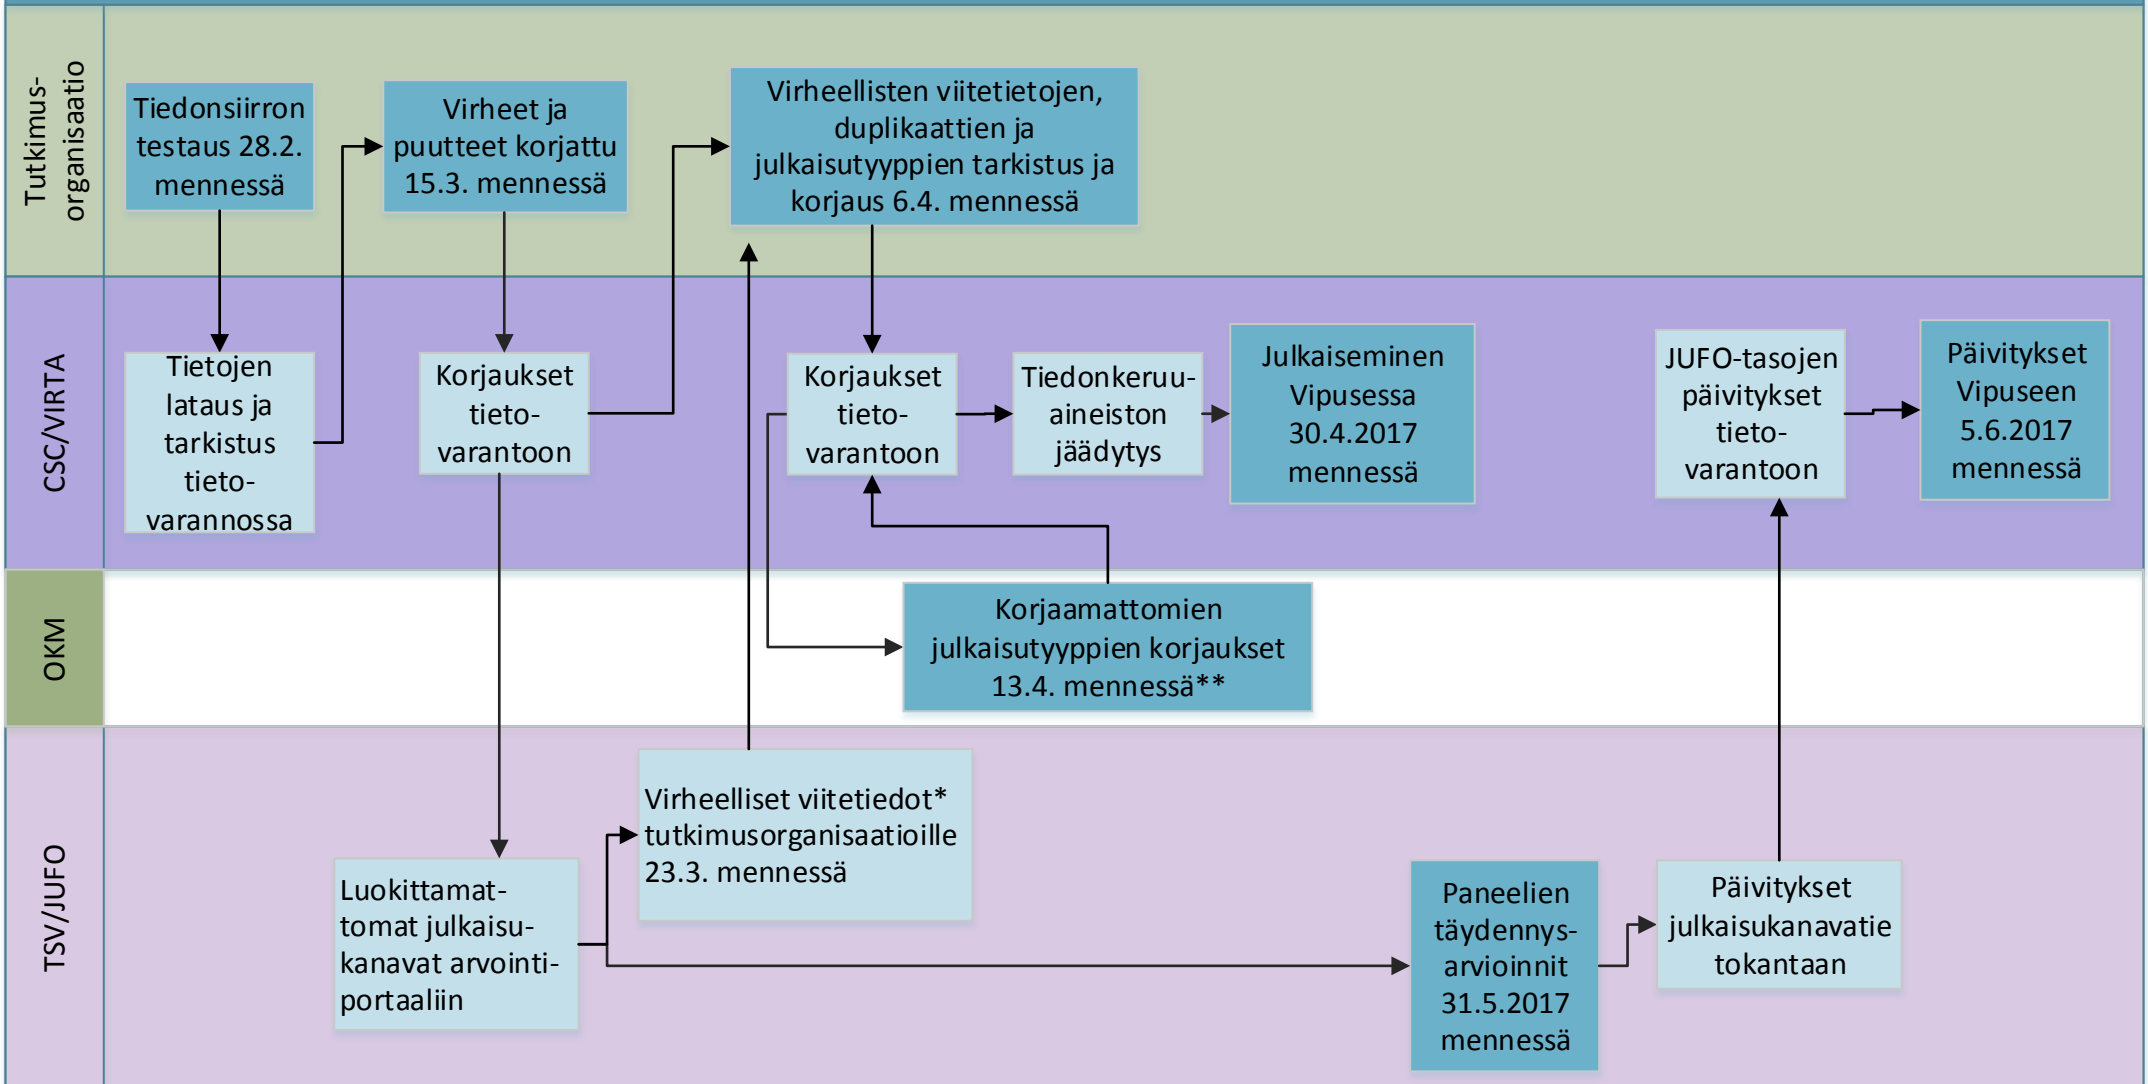 Tutkimus-
organisaatio
Tiedonsiirron
testaus 28.2.
mennessä
Virheet ja
puutteet korjattu
15.3. mennessä
Virheellisten viitetietojen,
duplikaattien ja
julkaisutyyppien tarkistus ja
korjaus 6.4. mennessä
CSC/VIRTA
Tietojen
lataus ja
tarkistus
tieto-
varannossa
Korjaukset
tieto-
varantoon
Korjaukset
tieto-
varantoon
Tiedonkeruu-
aineiston
jäädytys
Julkaiseminen
Vipusessa
30.4.2017
mennessä
JUFO-tasojen
päivitykset
tieto-
varantoon
Päivitykset
Vipuseen
5.6.2017
mennessä
OKM
Korjaamattomien
julkaisutyyppien korjaukset
13.4. mennessä**
TSV/JUFO
Luokittamat-
tomat julkaisu-
kanavat arvointi-
portaaliin
Virheelliset viitetiedot*
tutkimusorganisaatioille
23.3. mennessä
Paneelien
täydennys-
arvioinnit
31.5.2017
mennessä
Päivitykset
julkaisukanavatie
tokantaan